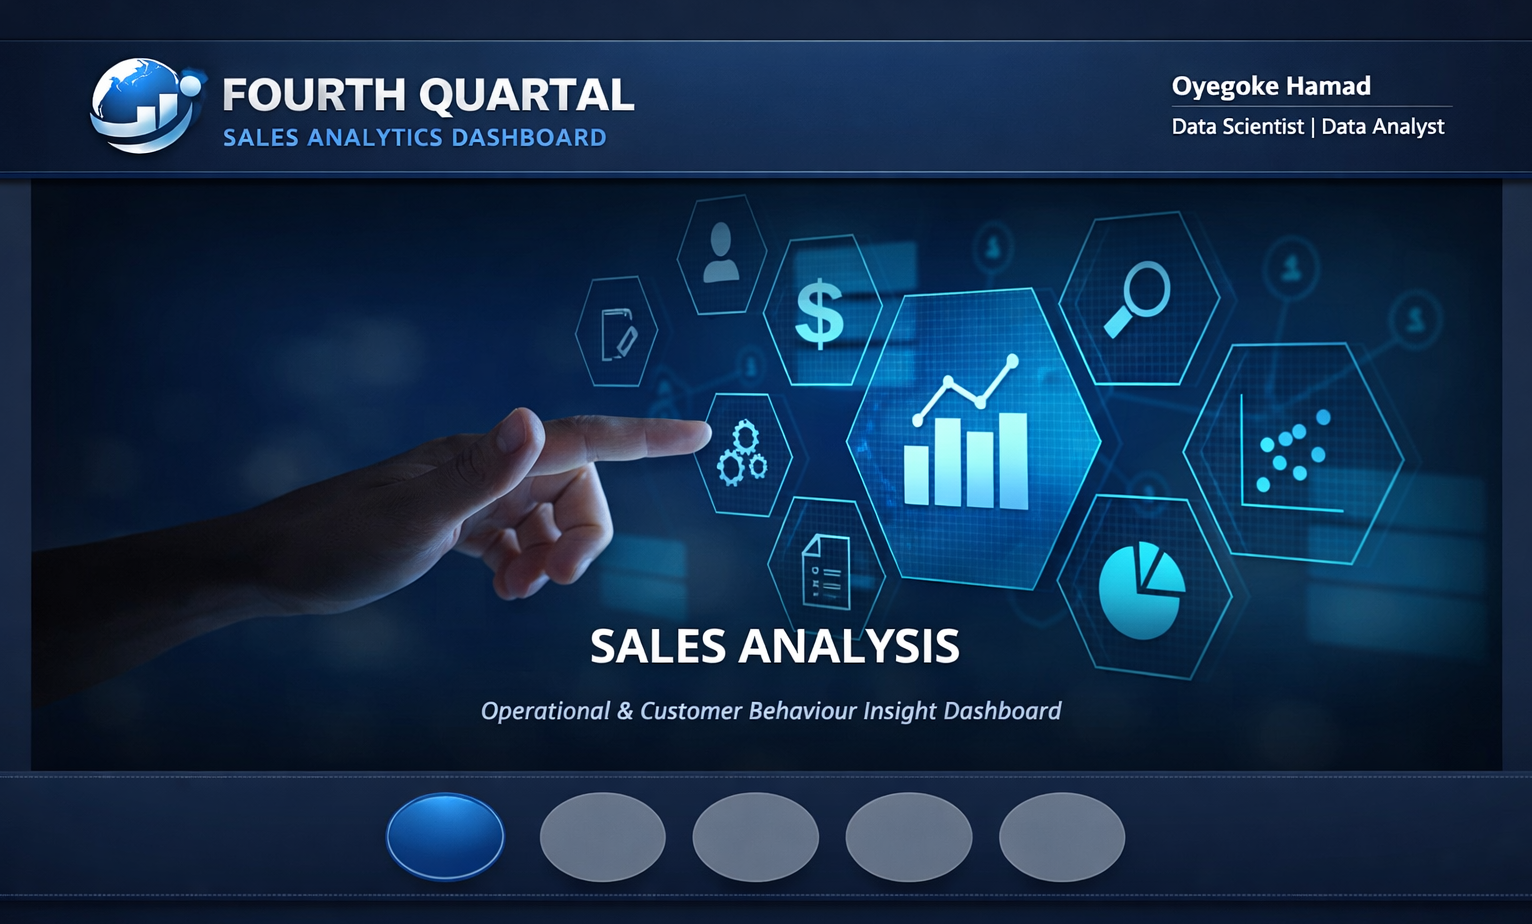 FOURTH QUARTAL
SALES ANALYTICS DASHBOARD
Oyegoke Hamad
Data Scientist | Data Analyst
$
SALES ANALYSIS
Operational & Customer Behaviour Insight Dashboard